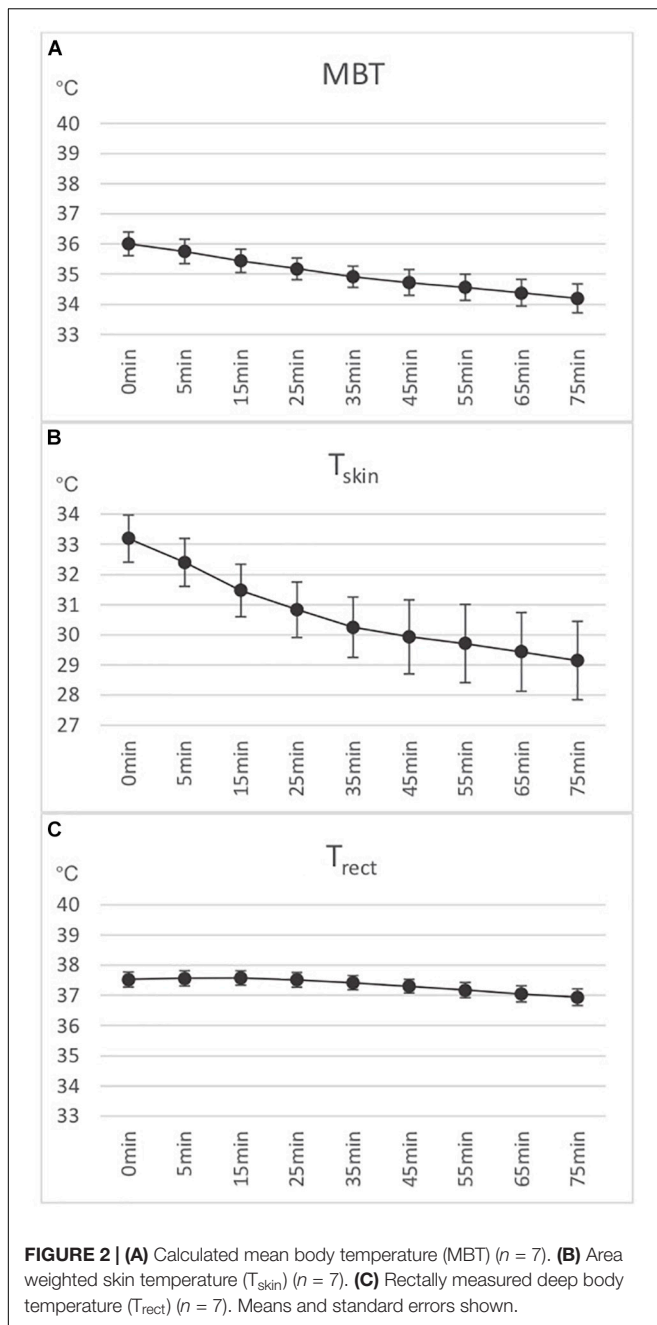 A
MBT
°C
40
39
38
37
36
35
34
33
0min 5min 15min 25min 35min 45min 55min 65min 75min
B
T_skin
°C
34
33
32
31
30
29
28
27
0min 5min 15min 25min 35min 45min 55min 65min 75min
C
T_rect
°C
40
39
38
37
36
35
34
33
0min 5min 15min 25min 35min 45min 55min 65min 75min
FIGURE 2 | (A) Calculated mean body temperature (MBT) (n = 7). (B) Area
weighted skin temperature (T_skin) (n = 7). (C) Rectally measured deep body
temperature (T_rect) (n = 7). Means and standard errors shown.